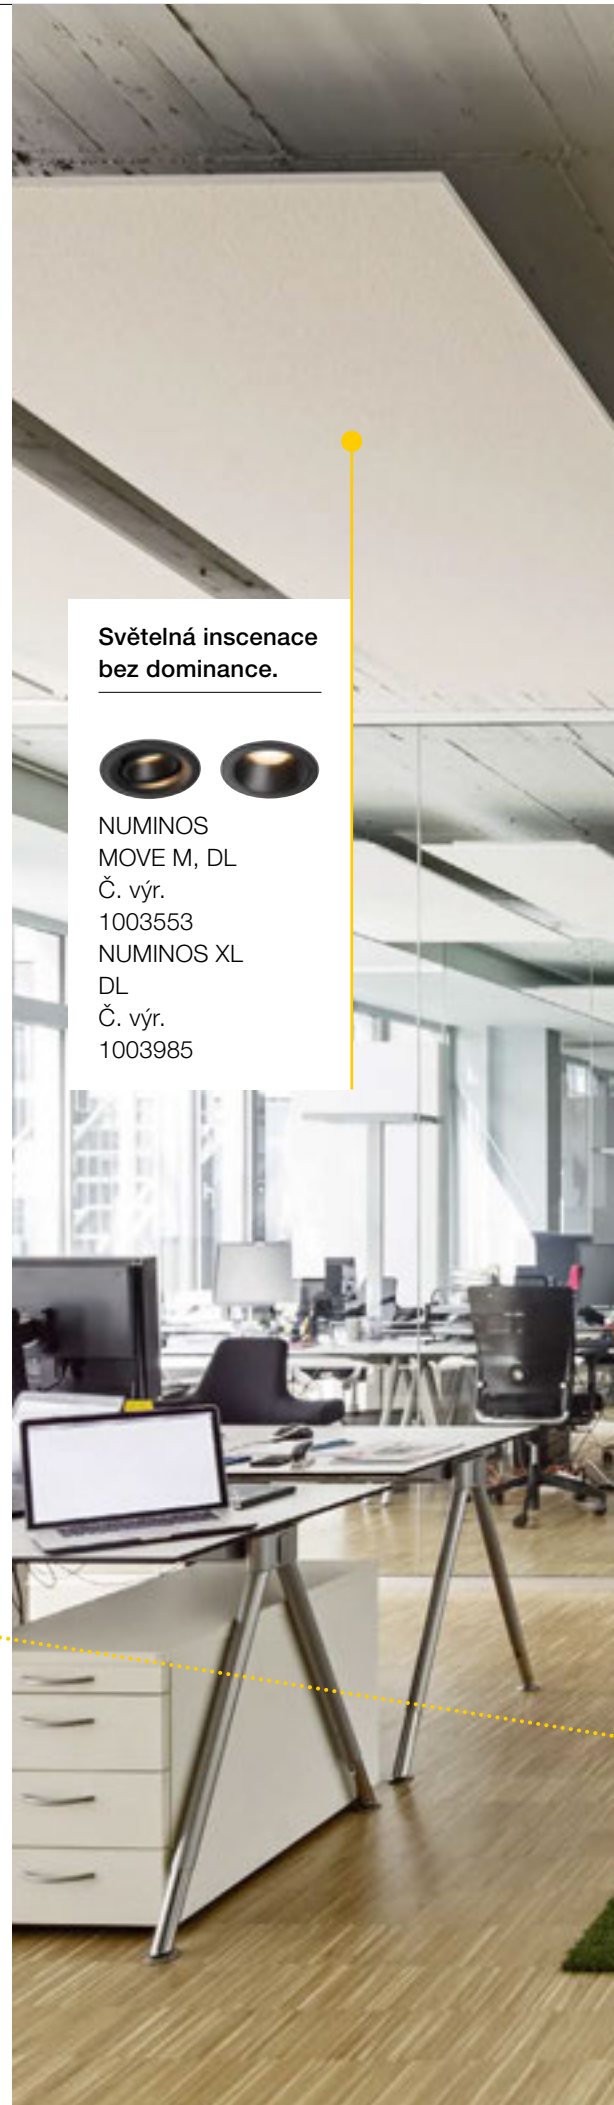 Světelná inscenace
bez dominance.
NUMINOS
MOVE M, DL
Č. výr.
1003553
NUMINOS XL
DL
Č. výr.
1003985